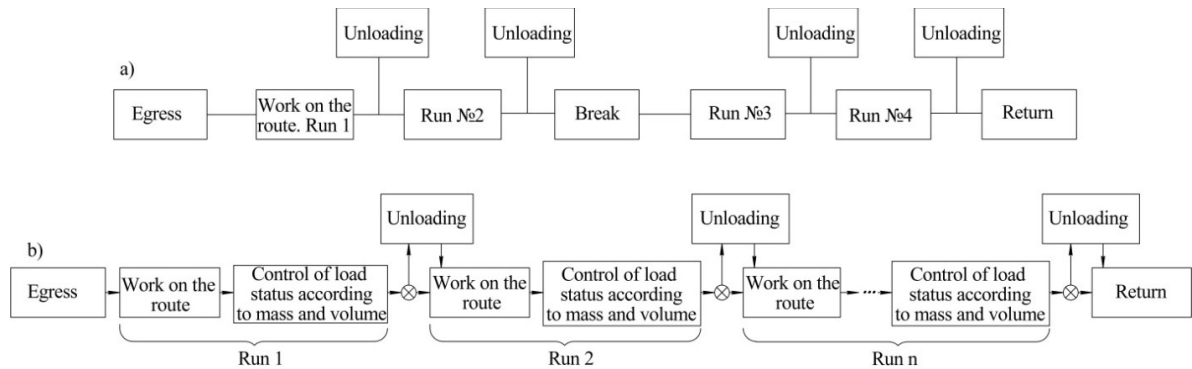 Unloading
Unloading
Unloading
Unloading
a)
Egress
Work on the
route. Run 1
Run №2
Break
Run №3
Run №4
Return
Unloading
Unloading
Unloading
b)
Egress
Work on the
route
Control of load
status according
to mass and volume
Work on the
route
Control of load
status according
to mass and volume
Work on the
route
...
Control of load
status according
to mass and volume
Return
Run 1
Run 2
Run n